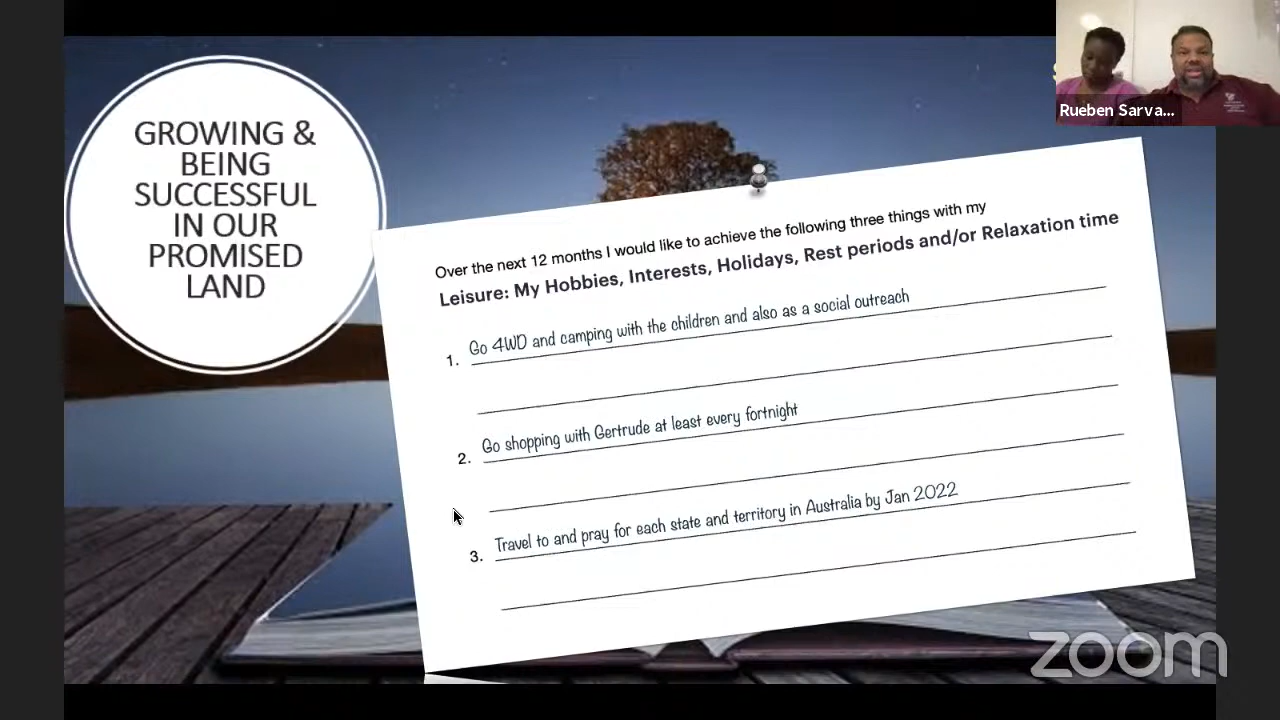 GROWING &
BEING
SUCCESSFUL
IN OUR
PROMISED
LAND
Rueben Sarva...
Over the next 12 months I would like to achieve the following three things with my
Leisure: My Hobbies, Interests, Holidays, Rest periods and/or Relaxation time
1. Go 4WD and camping with the children and also as a social outreach
2. Go shopping with Gertrude at least every fortnight
3. Travel to and pray for each state and territory in Australia by Jan 2022
zoom